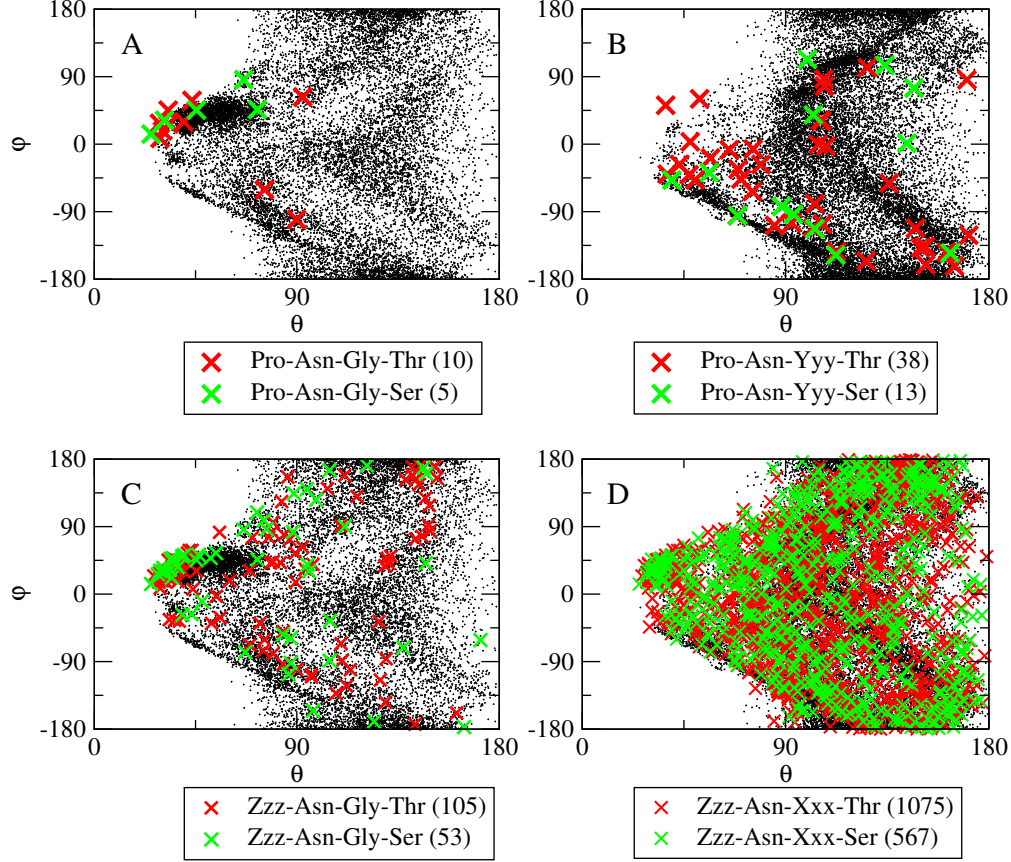 180
90
φ
0
-90
-180
A
0
90
180
θ
Pro-Asn-Gly-Thr (10)
Pro-Asn-Gly-Ser (5)
180
90
φ
0
-90
-180
B
0
90
180
θ
Pro-Asn-Yyy-Thr (38)
Pro-Asn-Yyy-Ser (13)
180
90
φ
0
-90
-180
C
0
90
180
θ
Zzz-Asn-Gly-Thr (105)
Zzz-Asn-Gly-Ser (53)
180
90
φ
0
-90
-180
D
0
90
180
θ
Zzz-Asn-Xxx-Thr (1075)
Zzz-Asn-Xxx-Ser (567)